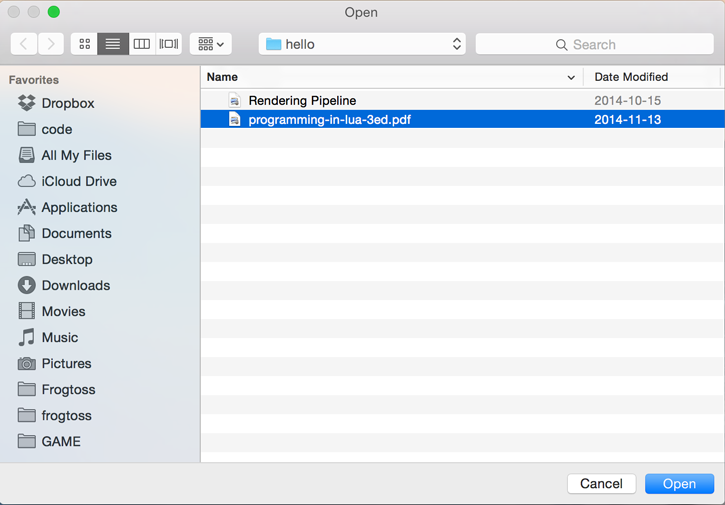 Open
hello
Search
Favorites
Dropbox
code
All My Files
iCloud Drive
Applications
Documents
Desktop
Downloads
Movies
Music
Pictures
Frogtoss
frogtoss
GAME
Name Date Modified
Rendering Pipeline 2014-10-15
programming-in-lua-3ed.pdf 2014-11-13
Cancel Open